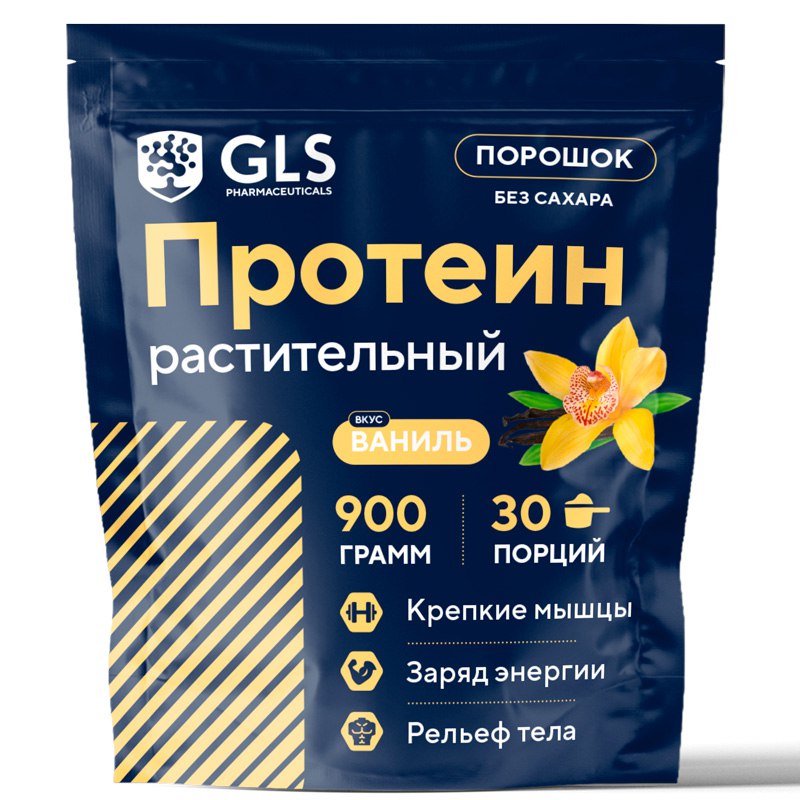 GLS
PHARMACEUTICALS
ПОРОШОК
БЕЗ САХАРА
Протеин
растительный
ВКУС
ВАНИЛЬ
900
ГРАММ
30
ПОРЦИЙ
Крепкие мышцы
Заряд энергии
Рельеф тела